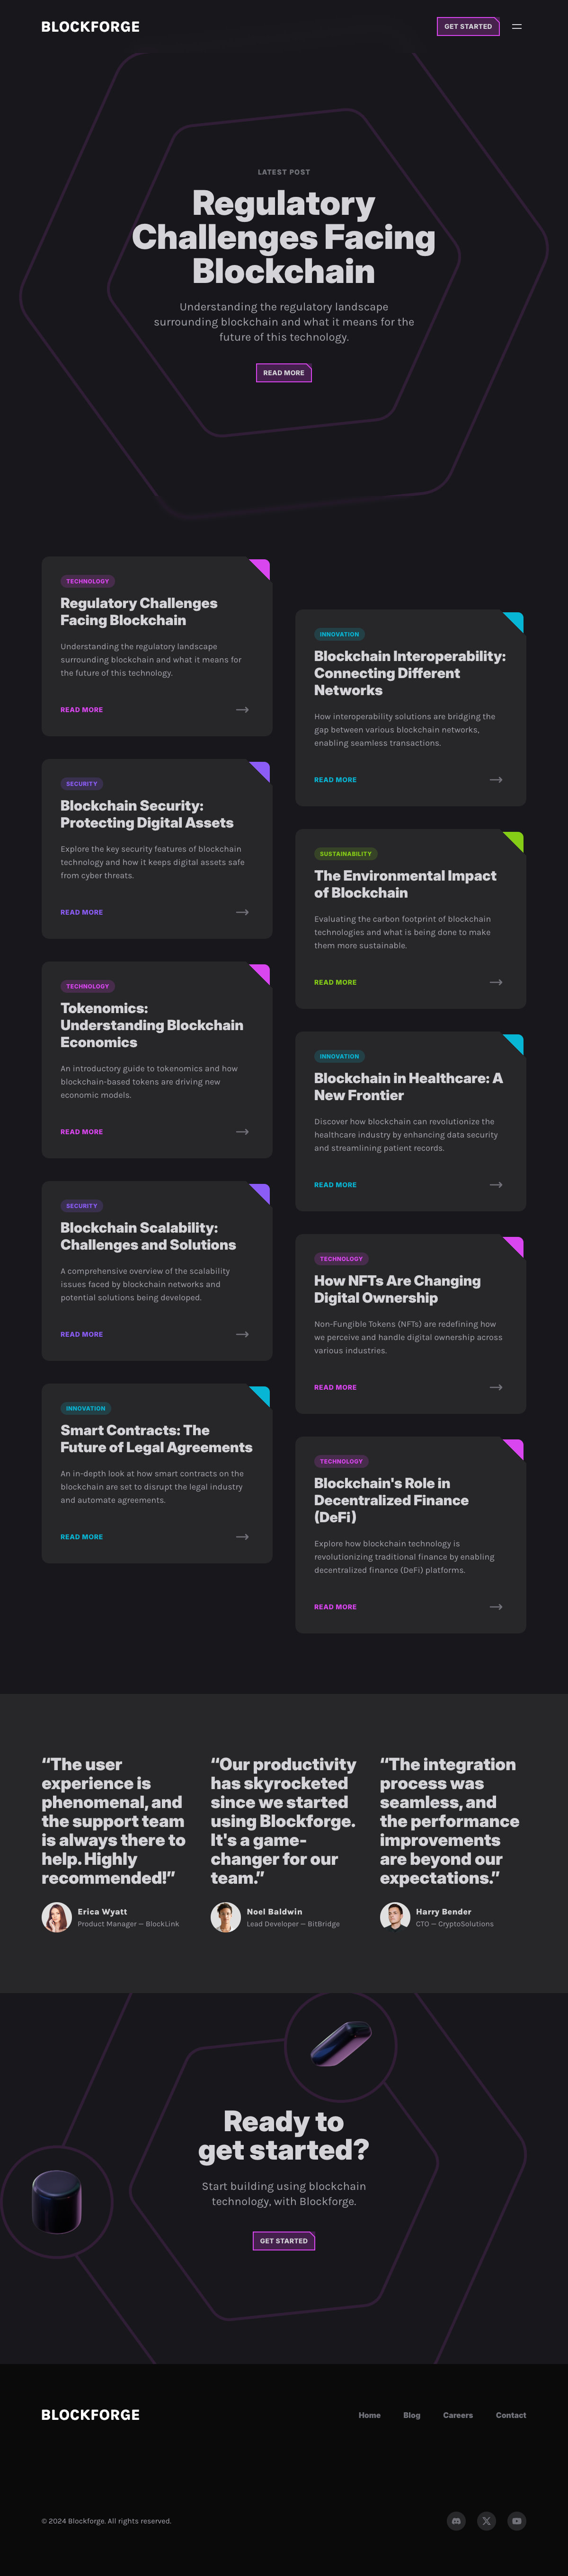 BLOCKFORGE
GET STARTED
LATEST POST
Regulatory
Challenges Facing
Blockchain
Understanding the regulatory landscape
surrounding blockchain and what it means for the
future of this technology.
READ MORE
TECHNOLOGY
Regulatory Challenges
Facing Blockchain
Understanding the regulatory landscape
surrounding blockchain and what it means for
the future of this technology.
READ MORE
SECURITY
Blockchain Security:
Protecting Digital Assets
Explore the key security features of blockchain
technology and how it keeps digital assets safe
from cyber threats.
READ MORE
TECHNOLOGY
Tokenomics:
Understanding Blockchain
Economics
An introductory guide to tokenomics and how
blockchain-based tokens are driving new
economic models.
READ MORE
SECURITY
Blockchain Scalability:
Challenges and Solutions
A comprehensive overview of the scalability
issues faced by blockchain networks and
potential solutions being developed.
READ MORE
INNOVATION
Smart Contracts: The
Future of Legal Agreements
An in-depth look at how smart contracts on the
blockchain are set to disrupt the legal industry
and automate agreements.
READ MORE
INNOVATION
Blockchain Interoperability:
Connecting Different
Networks
How interoperability solutions are bridging the
gap between various blockchain networks,
enabling seamless transactions.
READ MORE
SUSTAINABILITY
The Environmental Impact
of Blockchain
Evaluating the carbon footprint of blockchain
technologies and what is being done to make
them more sustainable.
READ MORE
INNOVATION
Blockchain in Healthcare: A
New Frontier
Discover how blockchain can revolutionize the
healthcare industry by enhancing data security
and streamlining patient records.
READ MORE
TECHNOLOGY
How NFTs Are Changing
Digital Ownership
Non-Fungible Tokens (NFTs) are redefining how
we perceive and handle digital ownership across
various industries.
READ MORE
TECHNOLOGY
Blockchain's Role in
Decentralized Finance
(DeFi)
Explore how blockchain technology is
revolutionizing traditional finance by enabling
decentralized finance (DeFi) platforms.
READ MORE
“The user
experience is
phenomenal, and
the support team
is always there to
help. Highly
recommended!”
Erica Wyatt
Product Manager — BlockLink
“Our productivity
has skyrocketed
since we started
using Blockforge.
It's a game-
changer for our
team.”
Noel Baldwin
Lead Developer — BitBridge
“The integration
process was
seamless, and
the performance
improvements
are beyond our
expectations.”
Harry Bender
CTO — CryptoSolutions
Ready to
get started?
Start building using blockchain
technology, with Blockforge.
GET STARTED
BLOCKFORGE
Home Blog Careers Contact
© 2024 Blockforge. All rights reserved.